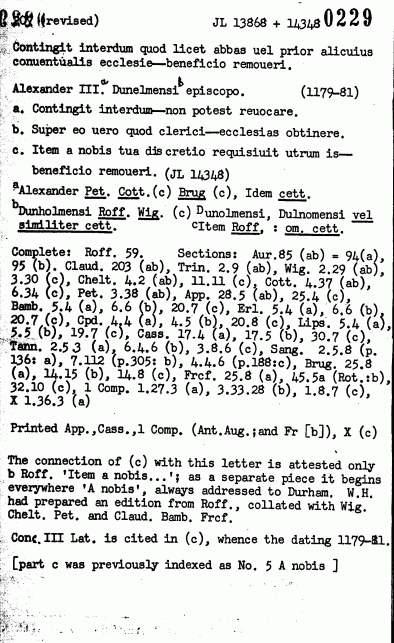 (revised) JL 13868 + 14348 0229
Contingit interdum quod licet abbas uel prior alicuius
conuentualis ecclesie—beneficio remoueri.
Alexander III.a Dunelmensi b episcopo. (1179-81)
a. Contingit interdum—non potest reuocare.
b. Super eo uero quod clerici—ecclesias obtinere.
c. Item a nobis tua discretio requisiuit utrum is—
beneficio remoueri. (JL 14348)
aAlexander Pet. Cott.(c) Brug (c), Idem cett.
bDunholmensi Roff. Wig. (c) Dunolmensi, Dulnomensi vel
similiter cett. cItem Roff, : om. cett.
Complete: Roff. 59. Sections: Aur.85 (ab) = 94(a),
95 (b). Claud. 203 (ab), Trin. 2.9 (ab), Wig. 2.29 (ab),
3.30 (c), Chelt. 4.2 (ab), 11.11 (c), Cott. 4.37 (ab),
6.34 (c), Pet. 3.38 (ab), App. 28.5 (ab), 25.4 (c),
Bamb. 5.4 (a), 6.6 (b), 20.7 (c), Erl. 5.4 (a), 6.6 (b),
20.7 (c), Cpd. 4.4 (a), 4.5 (b), 20.8 (c), Lips. 5.4 (a),
5.5 (b), 19.7 (c), Cass. 17.4 (a), 17.5 (b), 30.7 (c),
Tann. 2.5.3 (a), 6.4.6 (b), 3.8.6 (c), Sang. 2.5.8 (p.
136: a), 7.112 (p.305: b), 4.4.6 (p.188:c), Brug. 25.8
(a), 14.15 (b), 14.8 (c), Frcf. 25.8 (a), 45.5a (Rot.:b),
32.10 (c), 1 Comp. 1.27.3 (a), 3.33.28 (b), 1.8.7 (c),
X 1.36.3 (a)
Printed App.,Cass.,1 Comp. (Ant.Aug.;and Fr [b]), X (c)
The connection of (c) with this letter is attested only
b Roff. 'Item a nobis...'; as a separate piece it begins
everywhere 'A nobis', always addressed to Durham. W.H.
had prepared an edition from Roff., collated with Wig.
Chelt. Pet. and Claud. Bamb. Frcf.
Conc.III Lat. is cited in (c), whence the dating 1179-81.
[part c was previously indexed as No. 5 A nobis ]